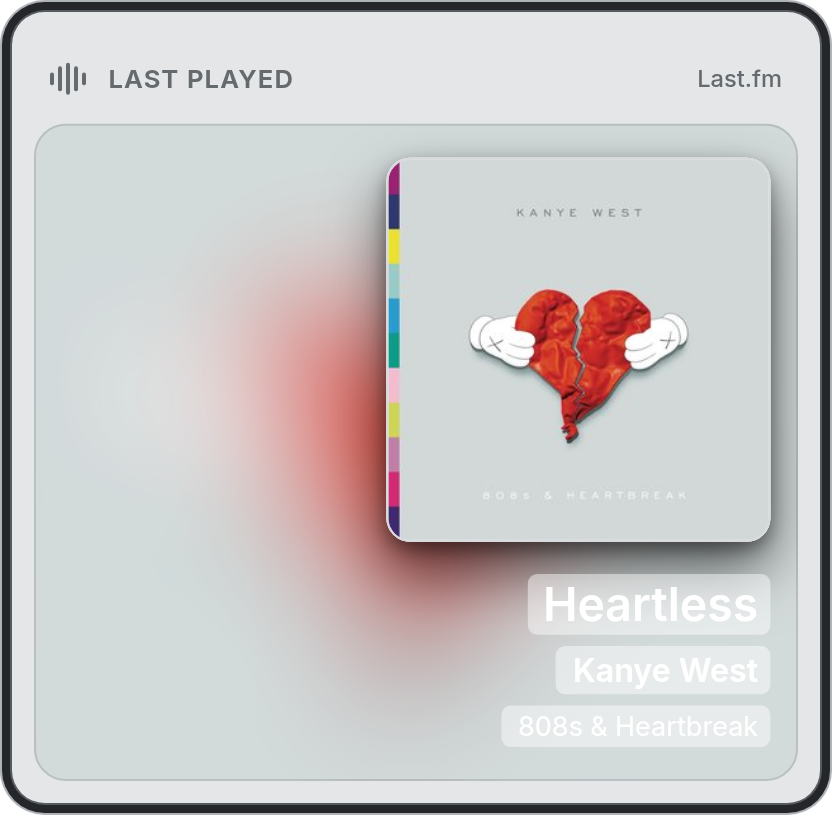 LAST PLAYED
Last.fm
KANYE WEST
808s & HEARTBREAK
Heartless
Kanye West
808s & Heartbreak